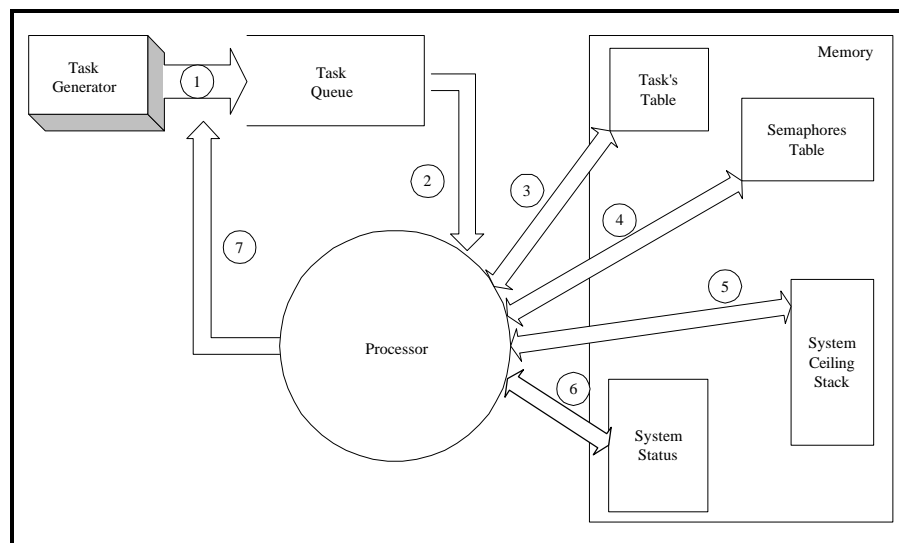 Task
Generator
1
Task
Queue
2
7
Processor
Memory
Task's
Table
Semaphores
Table
3
4
5
System
Ceiling
Stack
6
System
Status